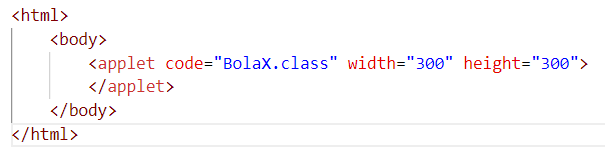 <html>
<body>
<applet code="BolaX.class" width="300" height="300">
</applet>
</body>
</html>